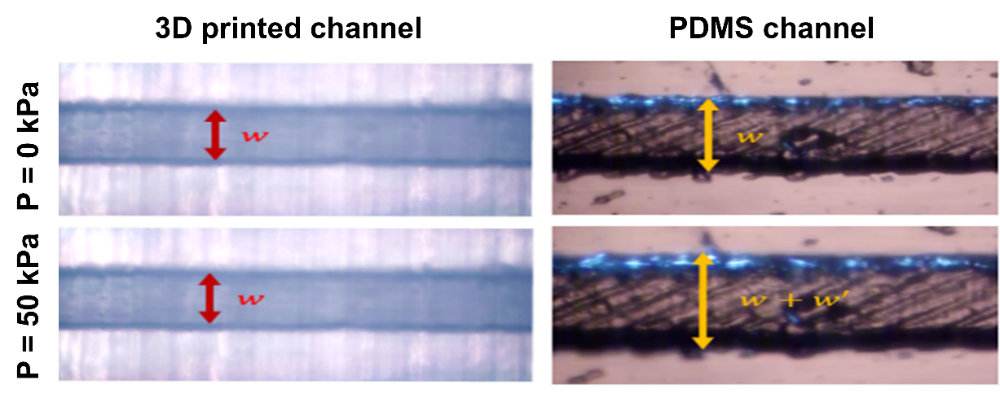 3D printed channel
PDMS channel
P = 0 kPa
w
w
P = 50 kPa
w
w + w′